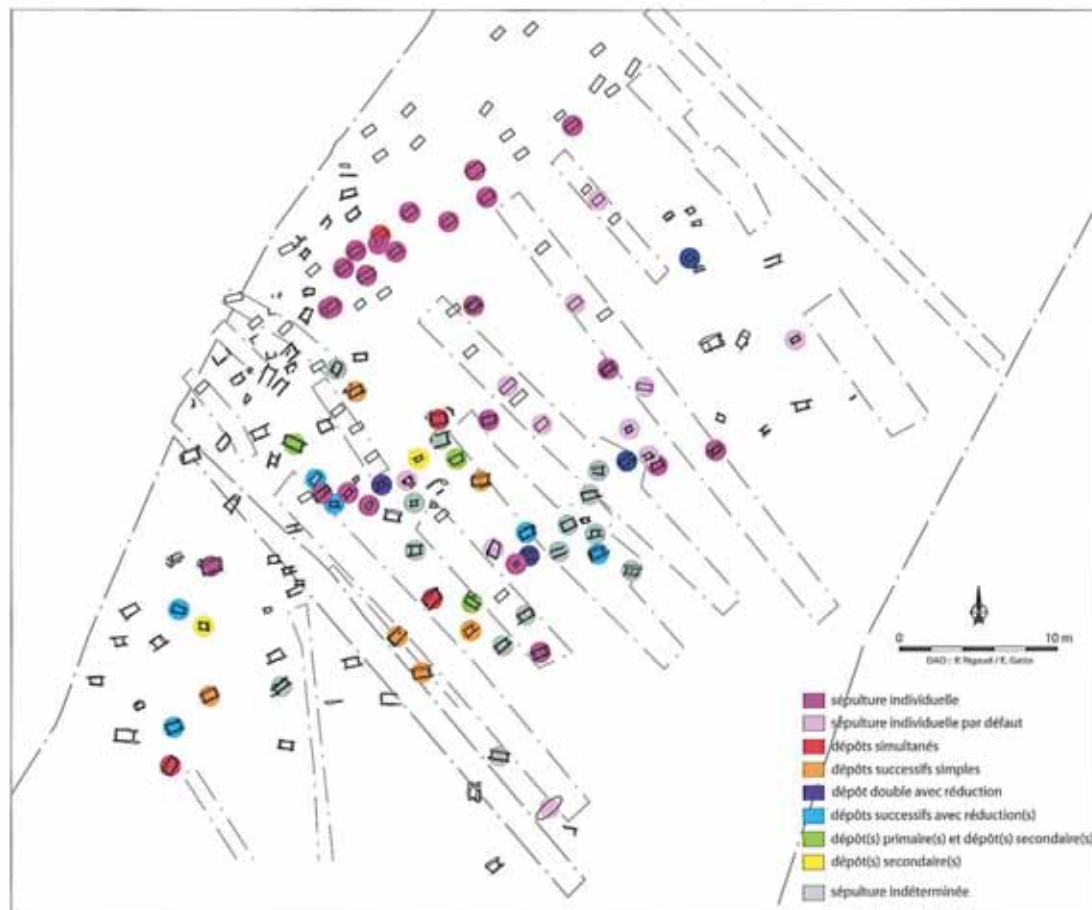 0 10 m
DAO : P. Rigaud / E. Gatto
sépulture individuelle
sépulture individuelle par défaut
dépôts simultanés
dépôts successifs simples
dépôt double avec réduction
dépôts successifs avec réduction(s)
dépôt(s) primaire(s) et dépôt(s) secondaire(s)
dépôt(s) secondaire(s)
sépulture indéterminée